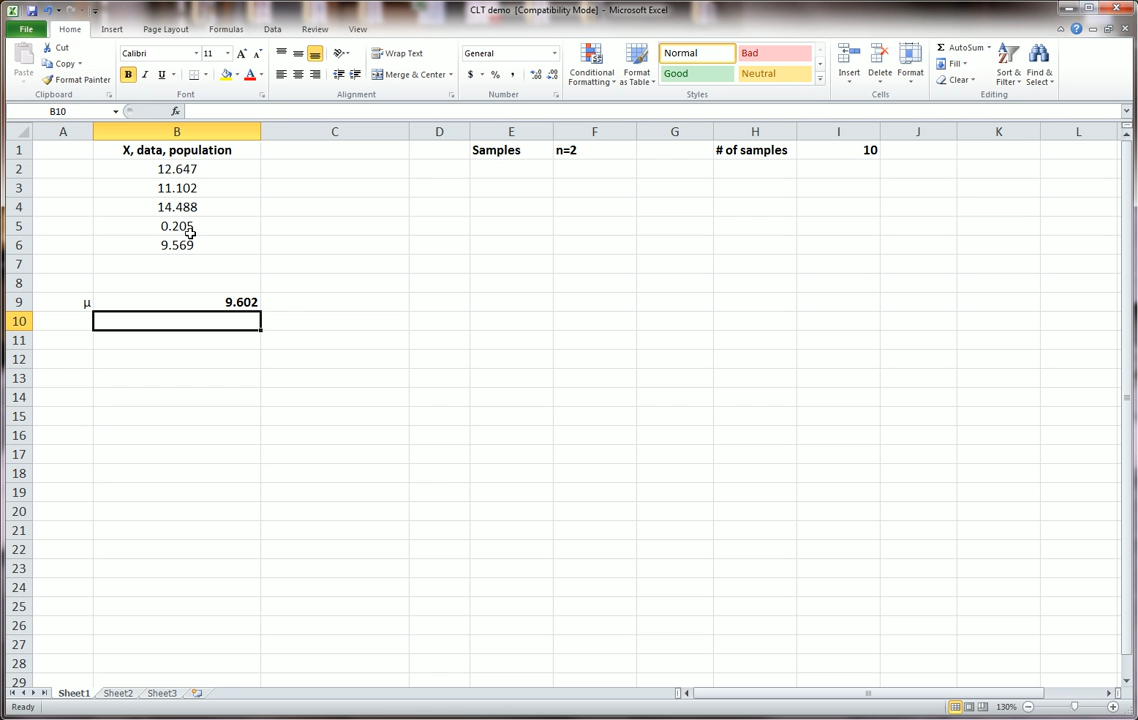 CLT demo [Compatibility Mode] - Microsoft Excel
File Home Insert Page Layout Formulas Data Review View
Paste Cut Copy Format Painter
Calibri 11
B I U
Wrap Text
Merge & Center
General
$ % ,
Conditional Formatting
Format as Table
Normal Bad
Good Neutral
Insert Delete Format
Σ AutoSum
Fill
Clear
Sort & Filter
Find & Select
Clipboard Font Alignment Number Styles Cells Editing
B10 fx
A B C D E F G H I J K L
1 X, data, population Samples n=2 # of samples 10
2 12.647
3 11.102
4 14.488
5 0.205
6 9.569
7
8
9 μ 9.602
10
11
12
13
14
15
16
17
18
19
20
21
22
23
24
25
26
27
28
29
Sheet1 Sheet2 Sheet3
Ready 130%